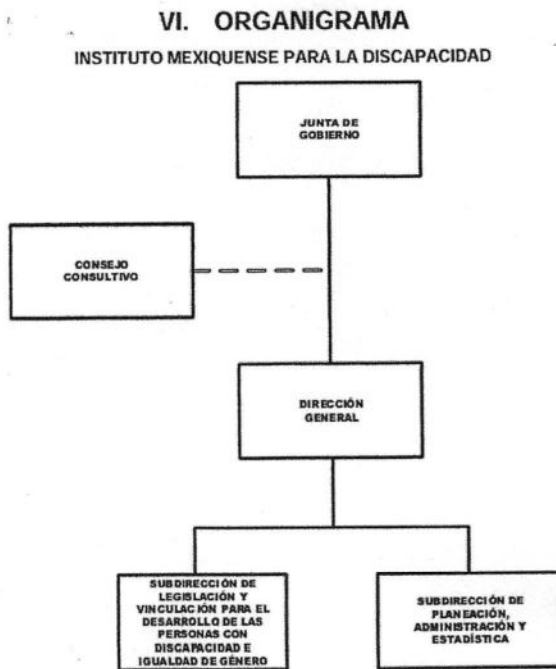 VI. ORGANIGRAMA
INSTITUTO MEXIQUENSE PARA LA DISCAPACIDAD
JUNTA DE
GOBIERNO
CONSEJO
CONSULTIVO
DIRECCIÓN
GENERAL
SUBDIRECCIÓN DE
LEGISLACIÓN Y
VINCULACIÓN PARA EL
DESARROLLO DE LAS
PERSONAS CON
DISCAPACIDAD E
IGUALDAD DE GÉNERO
SUBDIRECCIÓN DE
PLANEACIÓN,
ADMINISTRACIÓN Y
ESTADÍSTICA